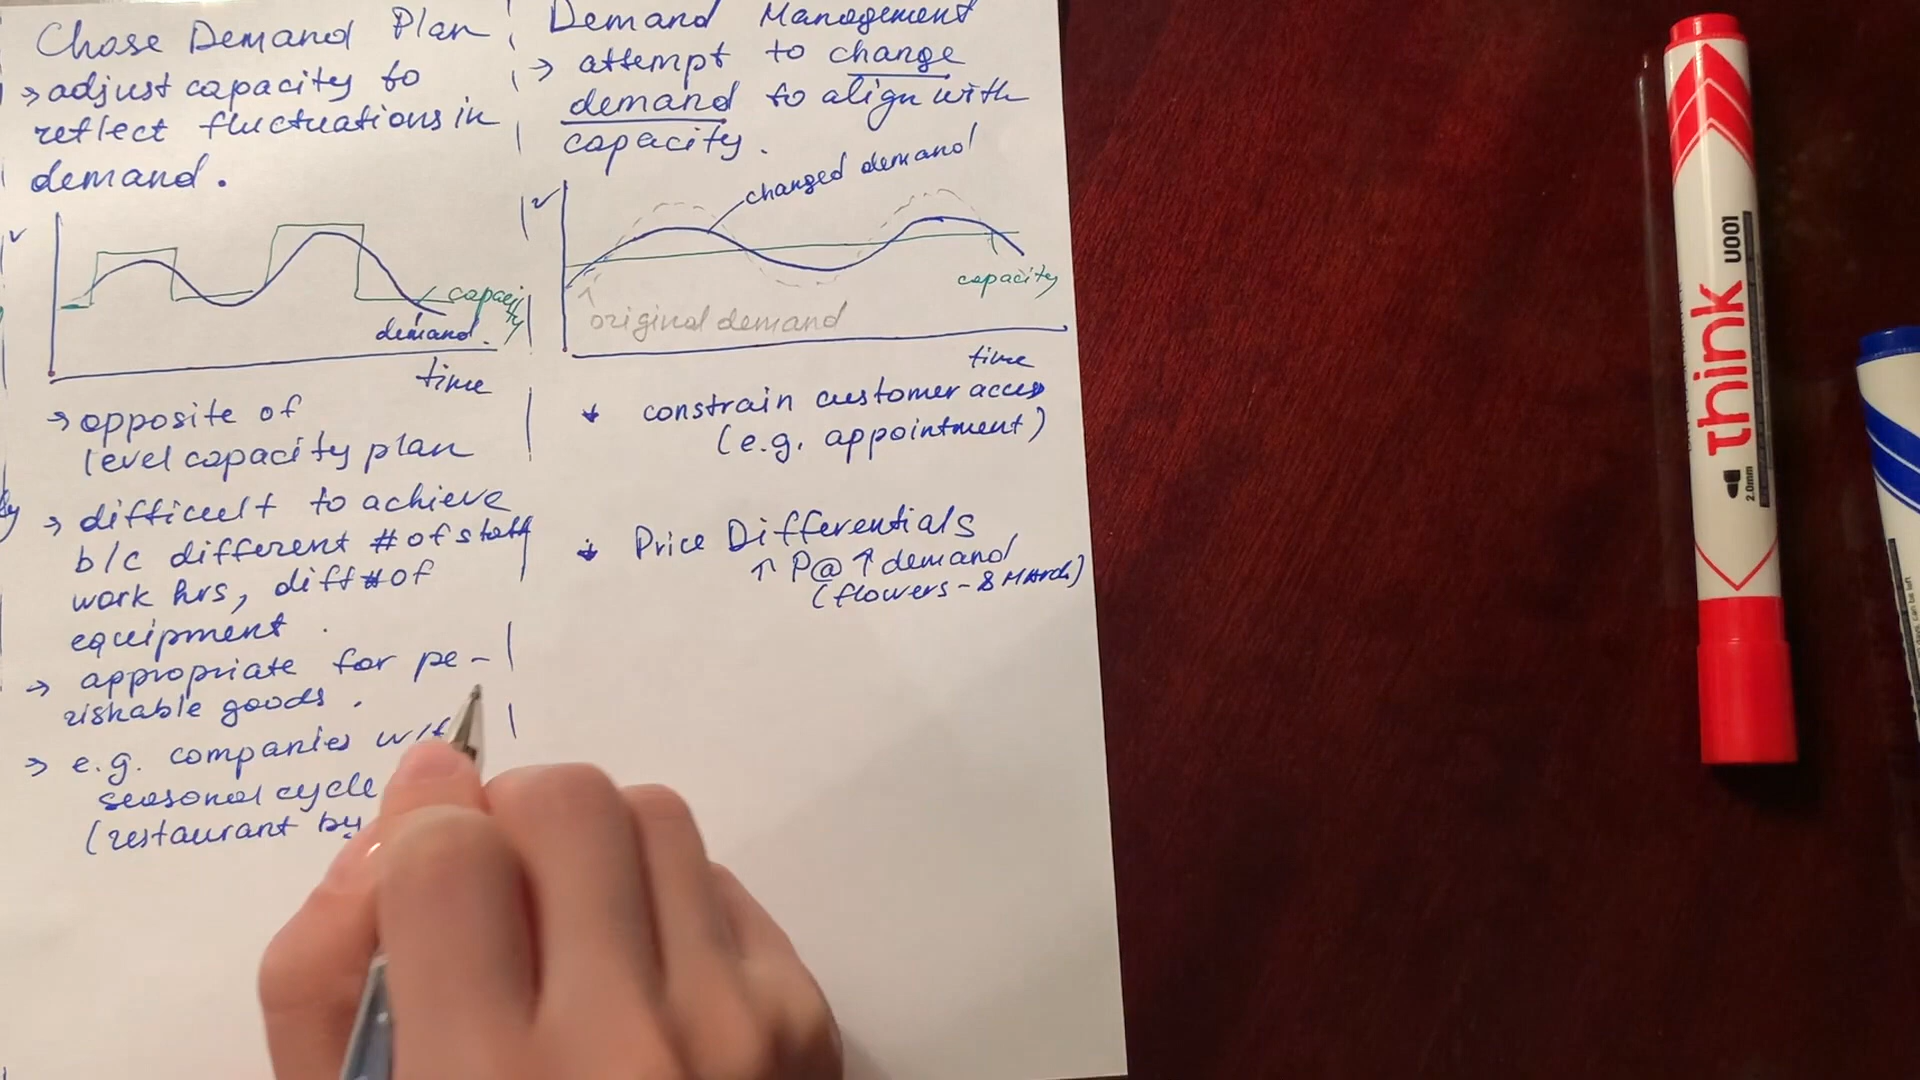 Chase Demand Plan
→ adjust capacity to
reflect fluctuations in
demand.
v
capacity
demand.
time
→ opposite of
level capacity plan
→ difficult to achieve
b/c different # of staff
work hrs, diff # of
equipment.
→ appropriate for pe-
rishable goods.
→ e.g. companies w/
seasonal cycle
(restaurant by
Demand Management
→ attempt to change
demand to align with
capacity.
v
changed demand
capacity
original demand
time
constrain customer access
(e.g. appointment)
Price Differentials
↑ P@ ↑ demand
(flowers - 8 March)
think
U001
2.0mm